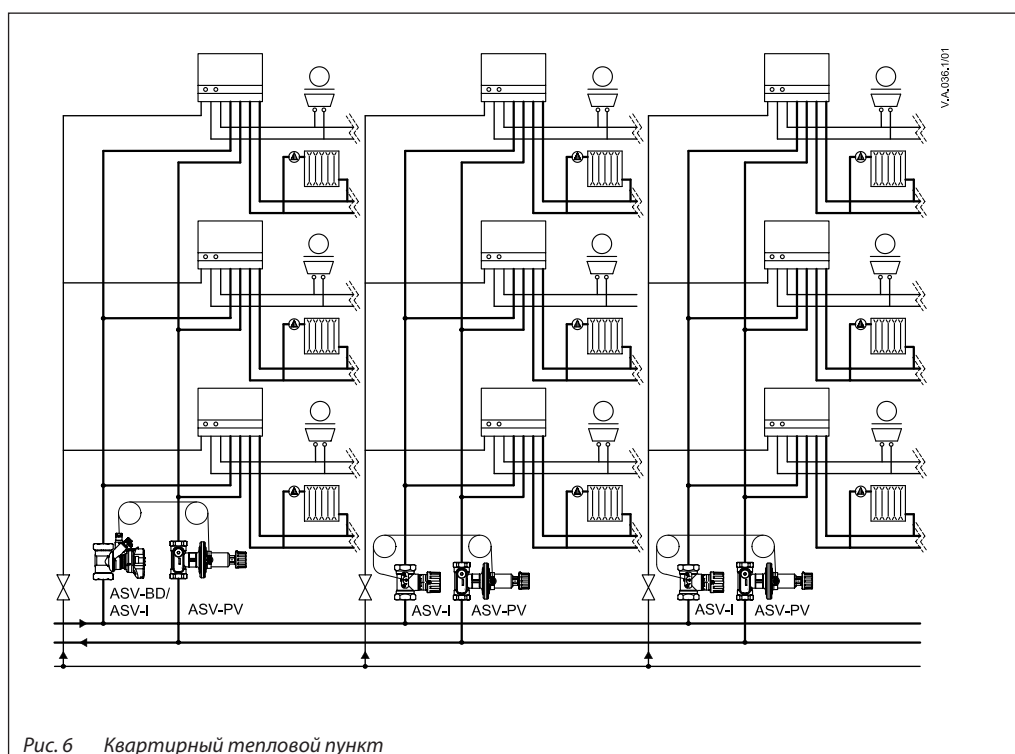 V.A.036.1/01
ASV-BD/
ASV-I
ASV-PV
ASV-I
ASV-PV
ASV-I
ASV-PV
Рис. 6 Квартирный тепловой пункт